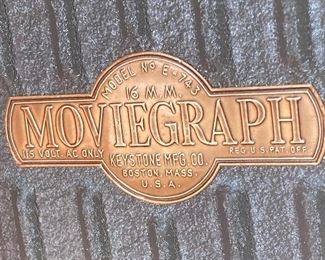 MODEL No E-743
16 M.M.
MOVIEGRAPH
115 VOLT AC ONLY
REG. U.S. PAT. OFF.
KEYSTONE MFG. CO.
BOSTON, MASS.
U.S.A.